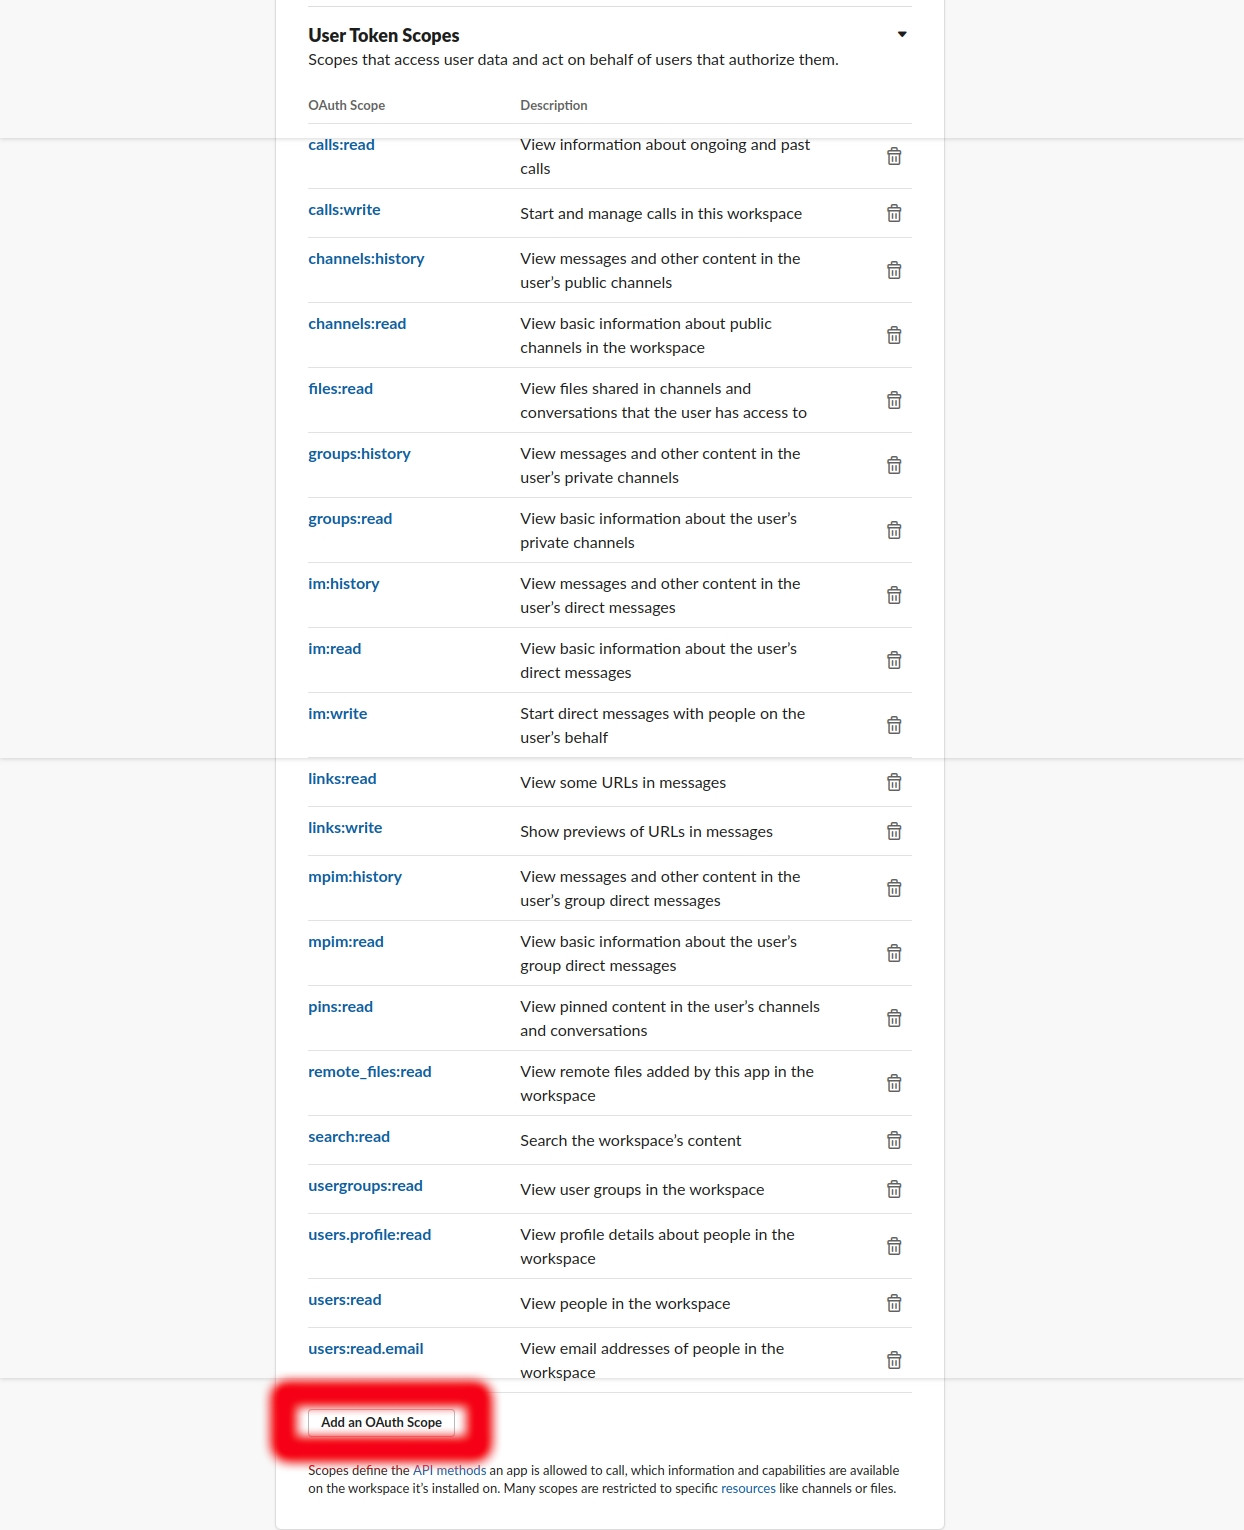 User Token Scopes
Scopes that access user data and act on behalf of users that authorize them.
OAuth Scope Description
calls:read View information about ongoing and past
calls
calls:write Start and manage calls in this workspace
channels:history View messages and other content in the
user’s public channels
channels:read View basic information about public
channels in the workspace
files:read View files shared in channels and
conversations that the user has access to
groups:history View messages and other content in the
user’s private channels
groups:read View basic information about the user’s
private channels
im:history View messages and other content in the
user’s direct messages
im:read View basic information about the user’s
direct messages
im:write Start direct messages with people on the
user’s behalf
links:read View some URLs in messages
links:write Show previews of URLs in messages
mpim:history View messages and other content in the
user’s group direct messages
mpim:read View basic information about the user’s
group direct messages
pins:read View pinned content in the user’s channels
and conversations
remote_files:read View remote files added by this app in the
workspace
search:read Search the workspace’s content
usergroups:read View user groups in the workspace
users.profile:read View profile details about people in the
workspace
users:read View people in the workspace
users:read.email View email addresses of people in the
workspace
Add an OAuth Scope
Scopes define the API methods an app is allowed to call, which information and capabilities are available
on the workspace it’s installed on. Many scopes are restricted to specific resources like channels or files.